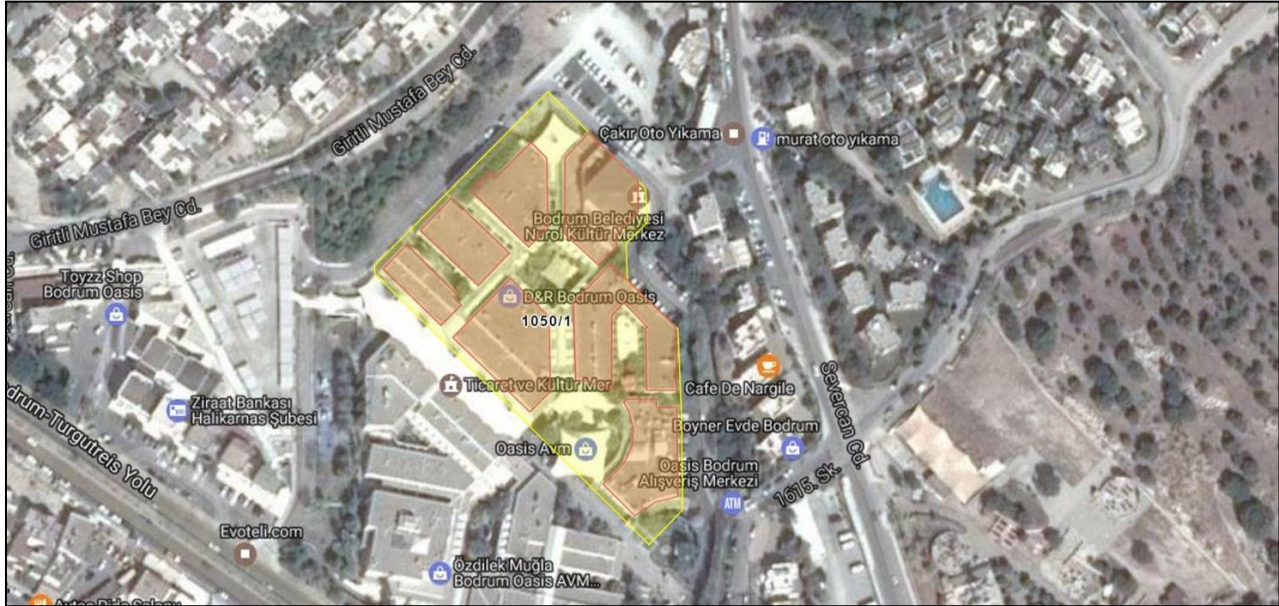 Giritli Mustafa Bey Cd.
Çakır Oto Yıkama
murat oto yıkama
Giritli Mustafa Bey Cd.
Bodrum Belediyesi
Nurol Kültür Merkez
Toyzz Shop
Bodrum Oasis
D&R Bodrum Oasis
1050/1
Ticaret ve Kültür Mer
Cafe De Nargile
Severcan Cd.
Ziraat Bankası
Halikarnas Şubesi
drum-Turgutreis Yolu
Boyner Evde Bodrum
Oasis Avm
Oasis Bodrum
Alışveriş Merkezi
ATM
1615. Sk.
Evoteli.com
Özdilek Muğla
Bodrum Oasis AVM...